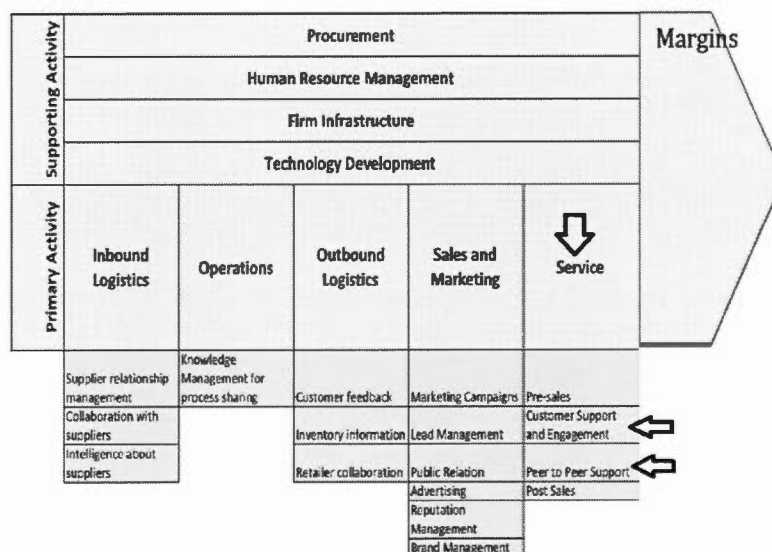 Supporting Activity
Procurement
Human Resource Management
Firm Infrastructure
Technology Development
Margins
Primary Activity
Inbound
Logistics
Operations
Outbound
Logistics
Sales and
Marketing
Service
Supplier relationship
management
Collaboration with
suppliers
Intelligence about
suppliers
Knowledge
Management for
process sharing
Customer feedback
Inventory information
Retailer collaboration
Marketing Campaigns
Lead Management
Public Relation
Advertising
Reputation
Management
Brand Management
Pre-sales
Customer Support
and Engagement
Peer to Peer Support
Post Sales